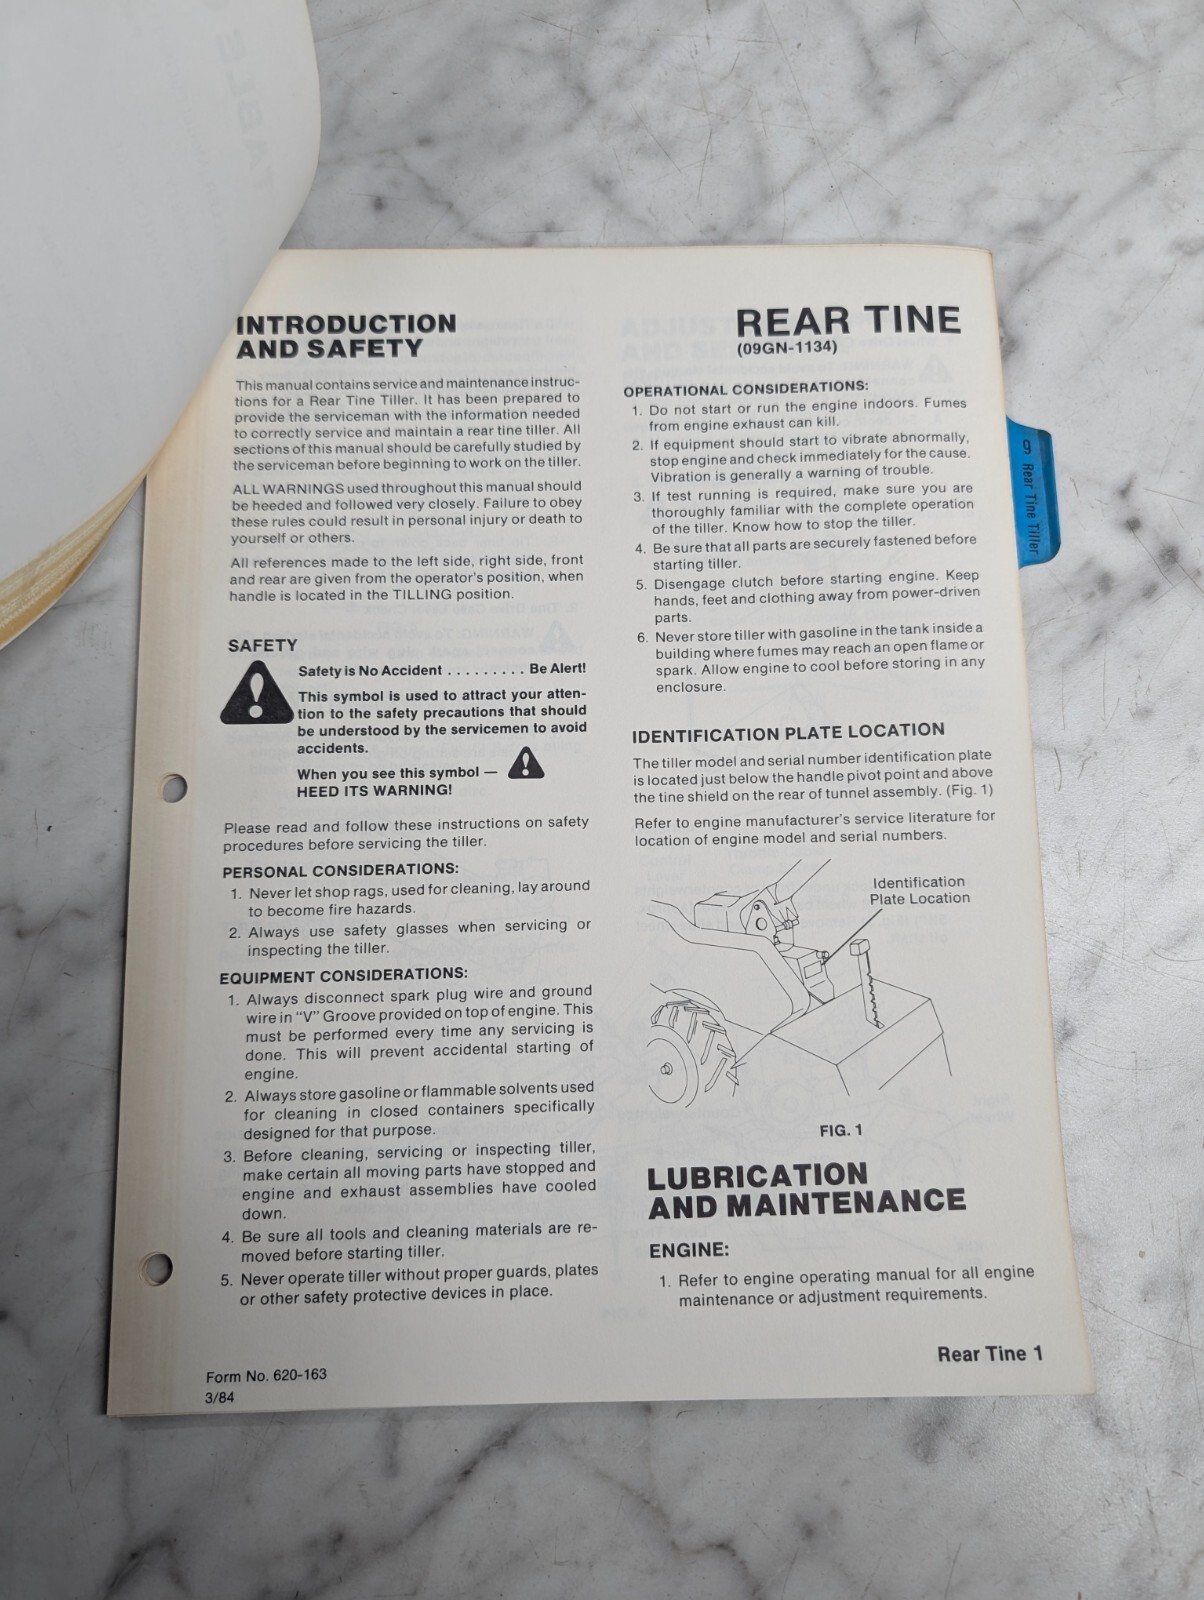 INTRODUCTION
AND SAFETY
This manual contains service and maintenance instruc-
tions for a Rear Tine Tiller. It has been prepared to
provide the serviceman with the information needed
to correctly service and maintain a rear tine tiller. All
sections of this manual should be carefully studied by
the serviceman before beginning to work on the tiller.
ALL WARNINGS used throughout this manual should
be heeded and followed very closely. Failure to obey
these rules could result in personal injury or death to
yourself or others.
All references made to the left side, right side, front
and rear are given from the operator's position, when
handle is located in the TILLING position.
SAFETY
Safety is No Accident ......... Be Alert!
This symbol is used to attract your atten-
tion to the safety precautions that should
be understood by the servicemen to avoid
accidents.
When you see this symbol —
HEED ITS WARNING!
Please read and follow these instructions on safety
procedures before servicing the tiller.
PERSONAL CONSIDERATIONS:
1. Never let shop rags, used for cleaning, lay around
to become fire hazards.
2. Always use safety glasses when servicing or
inspecting the tiller.
EQUIPMENT CONSIDERATIONS:
1. Always disconnect spark plug wire and ground
wire in "V" Groove provided on top of engine. This
must be performed every time any servicing is
done. This will prevent accidental starting of
engine.
2. Always store gasoline or flammable solvents used
for cleaning in closed containers specifically
designed for that purpose.
3. Before cleaning, servicing or inspecting tiller,
make certain all moving parts have stopped and
engine and exhaust assemblies have cooled
down.
4. Be sure all tools and cleaning materials are re-
moved before starting tiller.
5. Never operate tiller without proper guards, plates
or other safety protective devices in place.
Form No. 620-163
3/84
REAR TINE
(09GN-1134)
OPERATIONAL CONSIDERATIONS:
1. Do not start or run the engine indoors. Fumes
from engine exhaust can kill.
2. If equipment should start to vibrate abnormally,
stop engine and check immediately for the cause.
Vibration is generally a warning of trouble.
3. If test running is required, make sure you are
thoroughly familiar with the complete operation
of the tiller. Know how to stop the tiller.
4. Be sure that all parts are securely fastened before
starting tiller.
5. Disengage clutch before starting engine. Keep
hands, feet and clothing away from power-driven
parts.
6. Never store tiller with gasoline in the tank inside a
building where fumes may reach an open flame or
spark. Allow engine to cool before storing in any
enclosure.
IDENTIFICATION PLATE LOCATION
The tiller model and serial number identification plate
is located just below the handle pivot point and above
the tine shield on the rear of tunnel assembly. (Fig. 1)
Refer to engine manufacturer's service literature for
location of engine model and serial numbers.
Identification
Plate Location
FIG. 1
LUBRICATION
AND MAINTENANCE
ENGINE:
1. Refer to engine operating manual for all engine
maintenance or adjustment requirements.
Rear Tine 1
9 Rear Tine Tiller